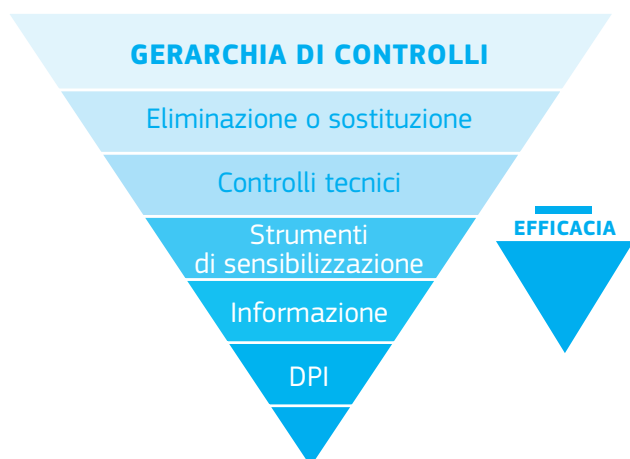 GERARCHIA DI CONTROLLI
Eliminazione o sostituzione
Controlli tecnici
Strumenti
di sensibilizzazione
Informazione
DPI
EFFICACIA